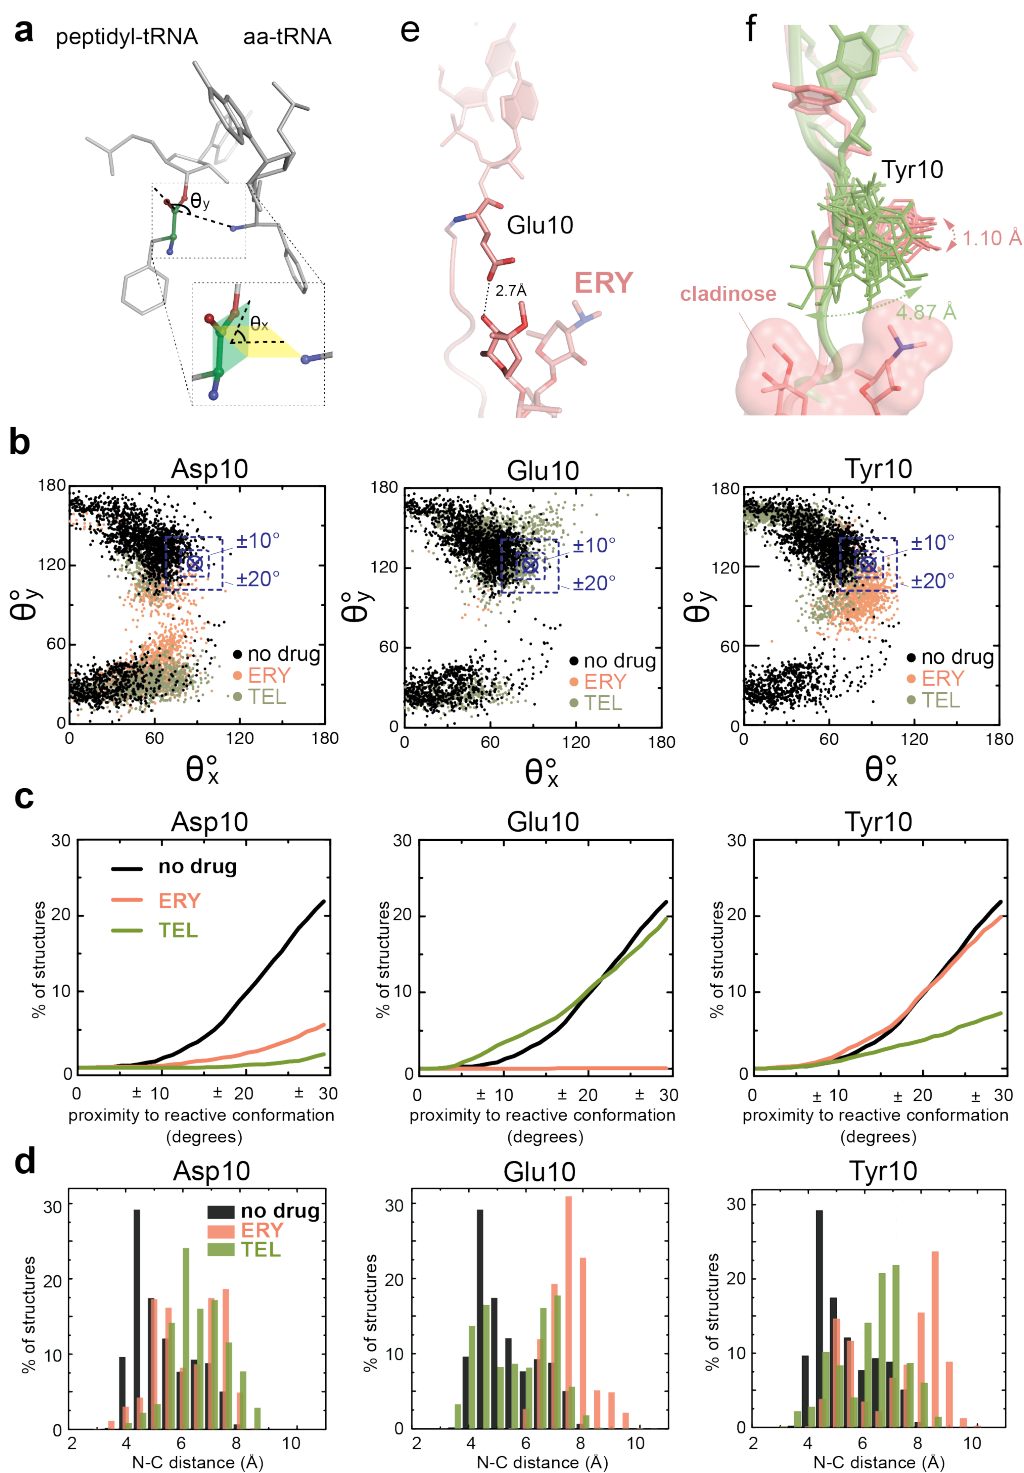 a
peptidyl-tRNA aa-tRNA
θy
θx
e
Glu10
2.7Å
ERY
f
Tyr10
1.10 Å
cladinose
4.87 Å
b
Asp10
180
120
60
0
θy°
±10°
±20°
no drug
ERY
TEL
0 60 120 180
θx°
Glu10
180
120
60
0
θy°
±10°
±20°
no drug
ERY
TEL
0 60 120 180
θx°
Tyr10
180
120
60
0
θy°
±10°
±20°
no drug
ERY
TEL
0 60 120 180
θx°
c
Asp10
30
20
10
0
% of structures
no drug
ERY
TEL
0 ± 10 ± 20 ± 30
proximity to reactive conformation
(degrees)
Glu10
30
20
10
0
% of structures
0 ± 10 ± 20 ± 30
proximity to reactive conformation
(degrees)
Tyr10
30
20
10
0
% of structures
0 ± 10 ± 20 ± 30
proximity to reactive conformation
(degrees)
d
Asp10
30
20
10
0
% of structures
no drug
ERY
TEL
2 4 6 8 10
N-C distance (Å)
Glu10
30
20
10
0
% of structures
2 4 6 8 10
N-C distance (Å)
Tyr10
30
20
10
0
% of structures
2 4 6 8 10
N-C distance (Å)